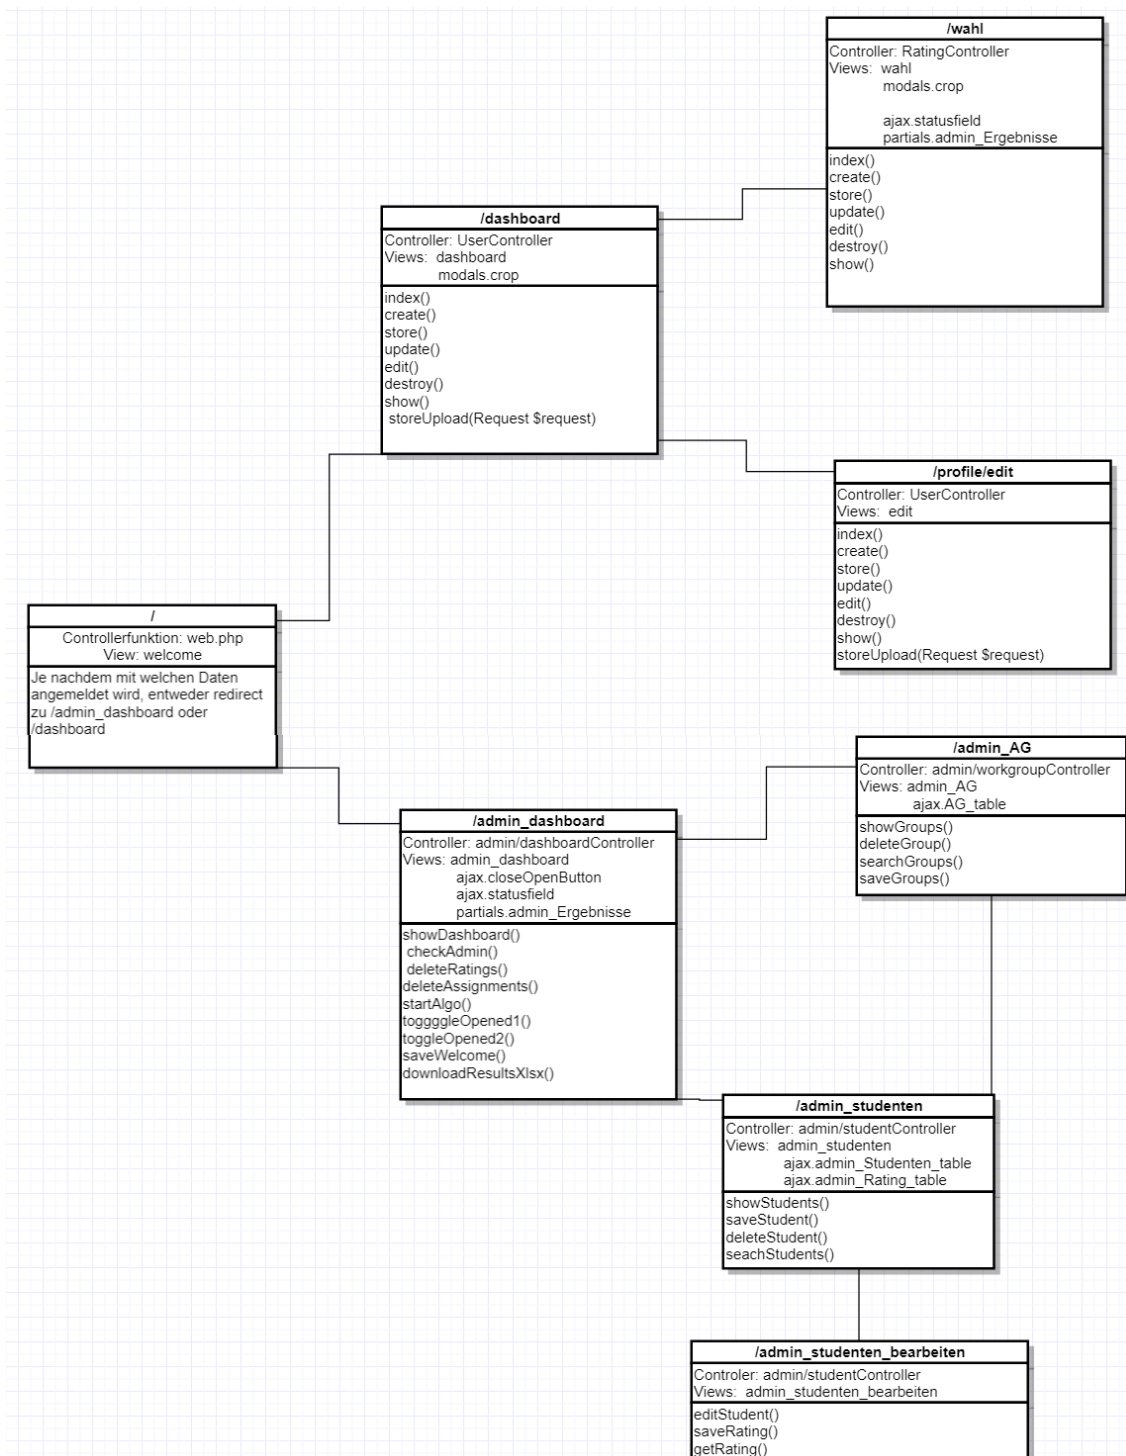 /wahl
Controller: RatingController
Views: wahl
modals.crop
ajax.statusfield
partials.admin_Ergebnisse
index()
create()
store()
update()
edit()
destroy()
show()
/dashboard
Controller: UserController
Views: dashboard
modals.crop
index()
create()
store()
update()
edit()
destroy()
show()
storeUpload(Request $request)
/profile/edit
Controller: UserController
Views: edit
index()
create()
store()
update()
edit()
destroy()
show()
storeUpload(Request $request)
/
Controllerfunktion: web.php
View: welcome
Je nachdem mit welchen Daten
angemeldet wird, entweder redirect
zu /admin_dashboard oder
/dashboard
/admin_AG
Controller: admin/workgroupController
Views: admin_AG
ajax.AG_table
showGroups()
deleteGroup()
searchGroups()
saveGroups()
/admin_dashboard
Controller: admin/dashboardController
Views: admin_dashboard
ajax.closeOpenButton
ajax.statusfield
partials.admin_Ergebnisse
showDashboard()
checkAdmin()
deleteRatings()
deleteAssignments()
startAlgo()
togggleOpened1()
toggleOpened2()
saveWelcome()
downloadResultsXlsx()
/admin_studenten
Controller: admin/studentController
Views: admin_studenten
ajax.admin_Studenten_table
ajax.admin_Rating_table
showStudents()
saveStudent()
deleteStudent()
seachStudents()
/admin_studenten_bearbeiten
Controler: admin/studentController
Views: admin_studenten_bearbeiten
editStudent()
saveRating()
getRating()